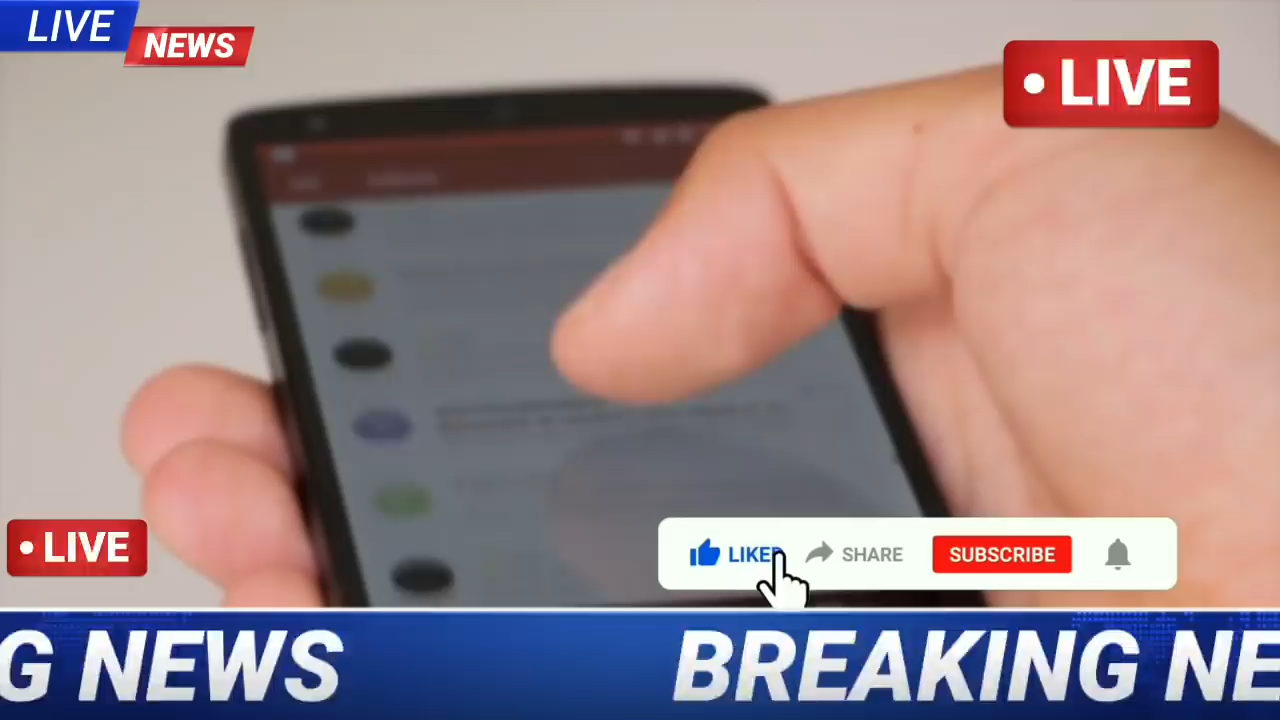 LIVE
NEWS
• LIVE
• LIVE
LIKED
SHARE
SUBSCRIBE
G NEWS
BREAKING NE